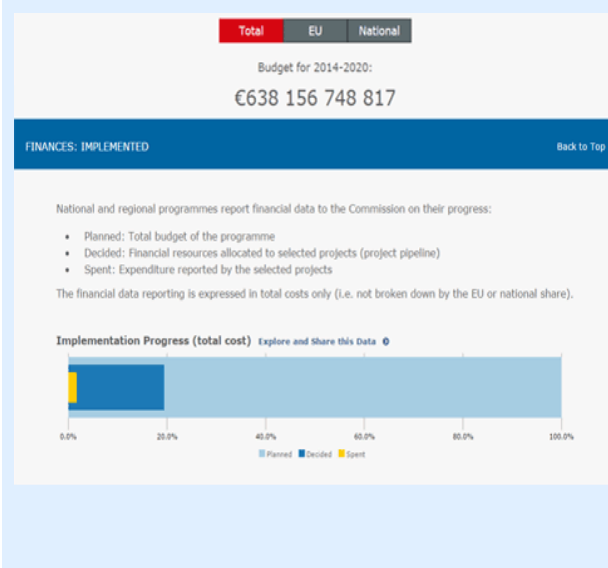 Total EU National
Budget for 2014-2020:
€638 156 748 817
FINANCES: IMPLEMENTED Back to Top
National and regional programmes report financial data to the Commission on their progress:
• Planned: Total budget of the programme
• Decided: Financial resources allocated to selected projects (project pipeline)
• Spent: Expenditure reported by the selected projects
The financial data reporting is expressed in total costs only (i.e. not broken down by the EU or national share).
Implementation Progress (total cost) Explore and Share this Data
0.0% 20.0% 40.0% 60.0% 80.0% 100.0%
Planned Decided Spent